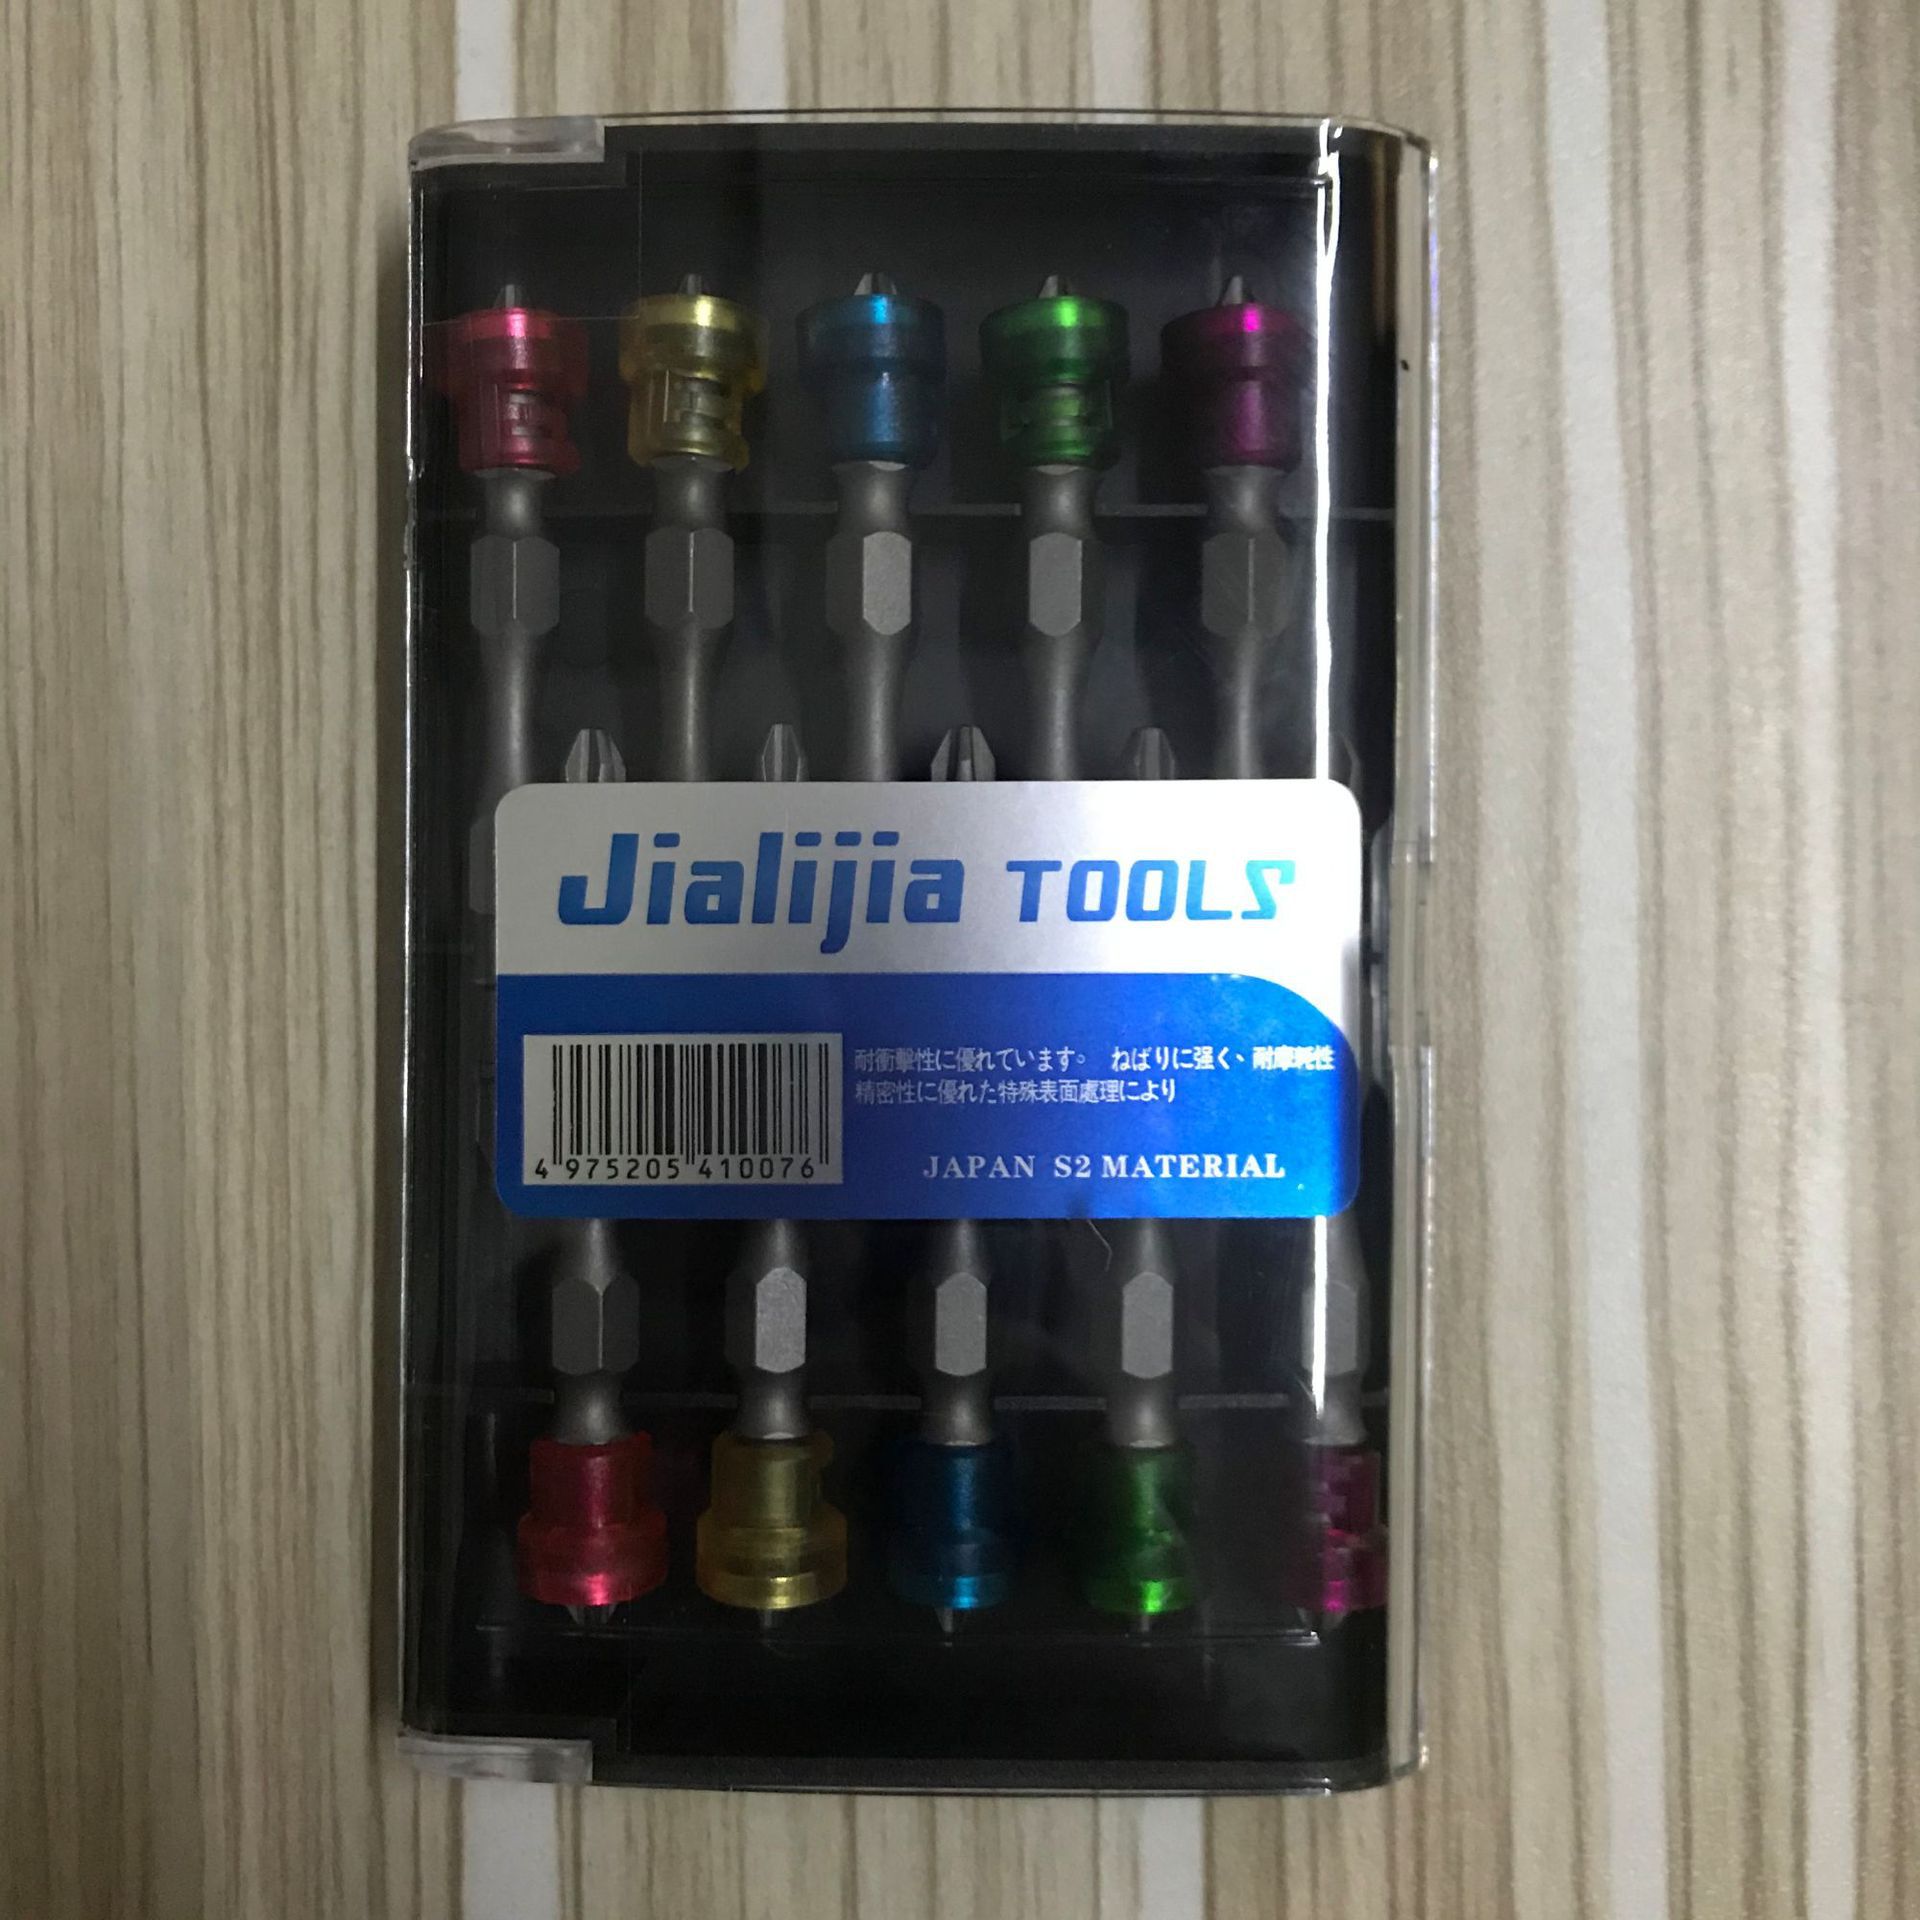 Jialijia TOOLS
耐衝擊性に優れています。 ねばりに强く、耐摩耗性
精密性に優れた特殊表面處理により
4 975205 410076
JAPAN S2 MATERIAL